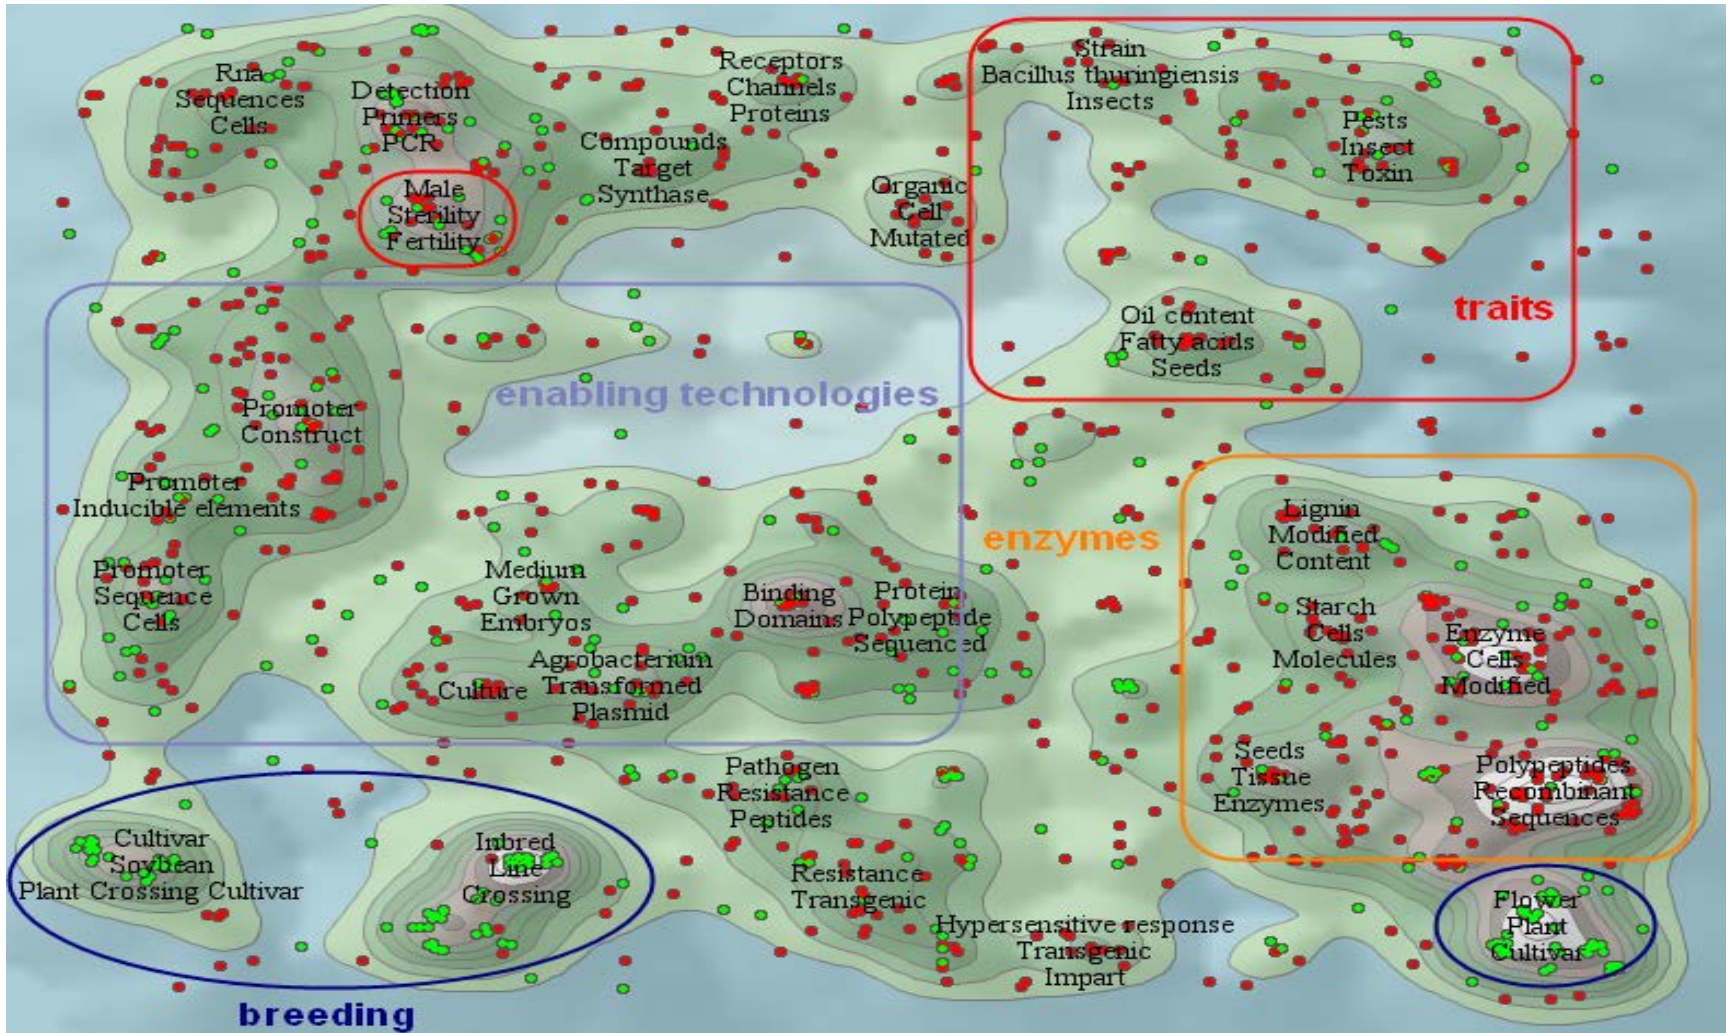 Rna
Sequences
Cells
Detection
Primers
PCR
Male
Sterility
Fertility
Receptors
Channels
Proteins
Compounds
Target
Synthase
Organic
Cell
Mutated
Strain
Bacillus thuringiensis
Insects
Pests
Insect
Toxin
traits
Oil content
Fatty acids
Seeds
enabling technologies
Promoter
Construct
Promoter
Inducible elements
Promoter
Sequence
Cells
Medium
Grown
Embryos
Binding
Domains
Protein
Polypeptide
Sequenced
Culture
Agrobacterium
Transformed
Plasmid
enzymes
Lignin
Modified
Content
Starch
Cells
Molecules
Enzyme
Cells
Modified
Seeds
Tissue
Enzymes
Polypeptides
Recombinant
Sequences
Pathogen
Resistance
Peptides
Resistance
Transgenic
Hypersensitive response
Transgenic
Impart
Cultivar
Soybean
Plant Crossing Cultivar
Inbred
Line
Crossing
Flower
Plant
Cultivar
breeding